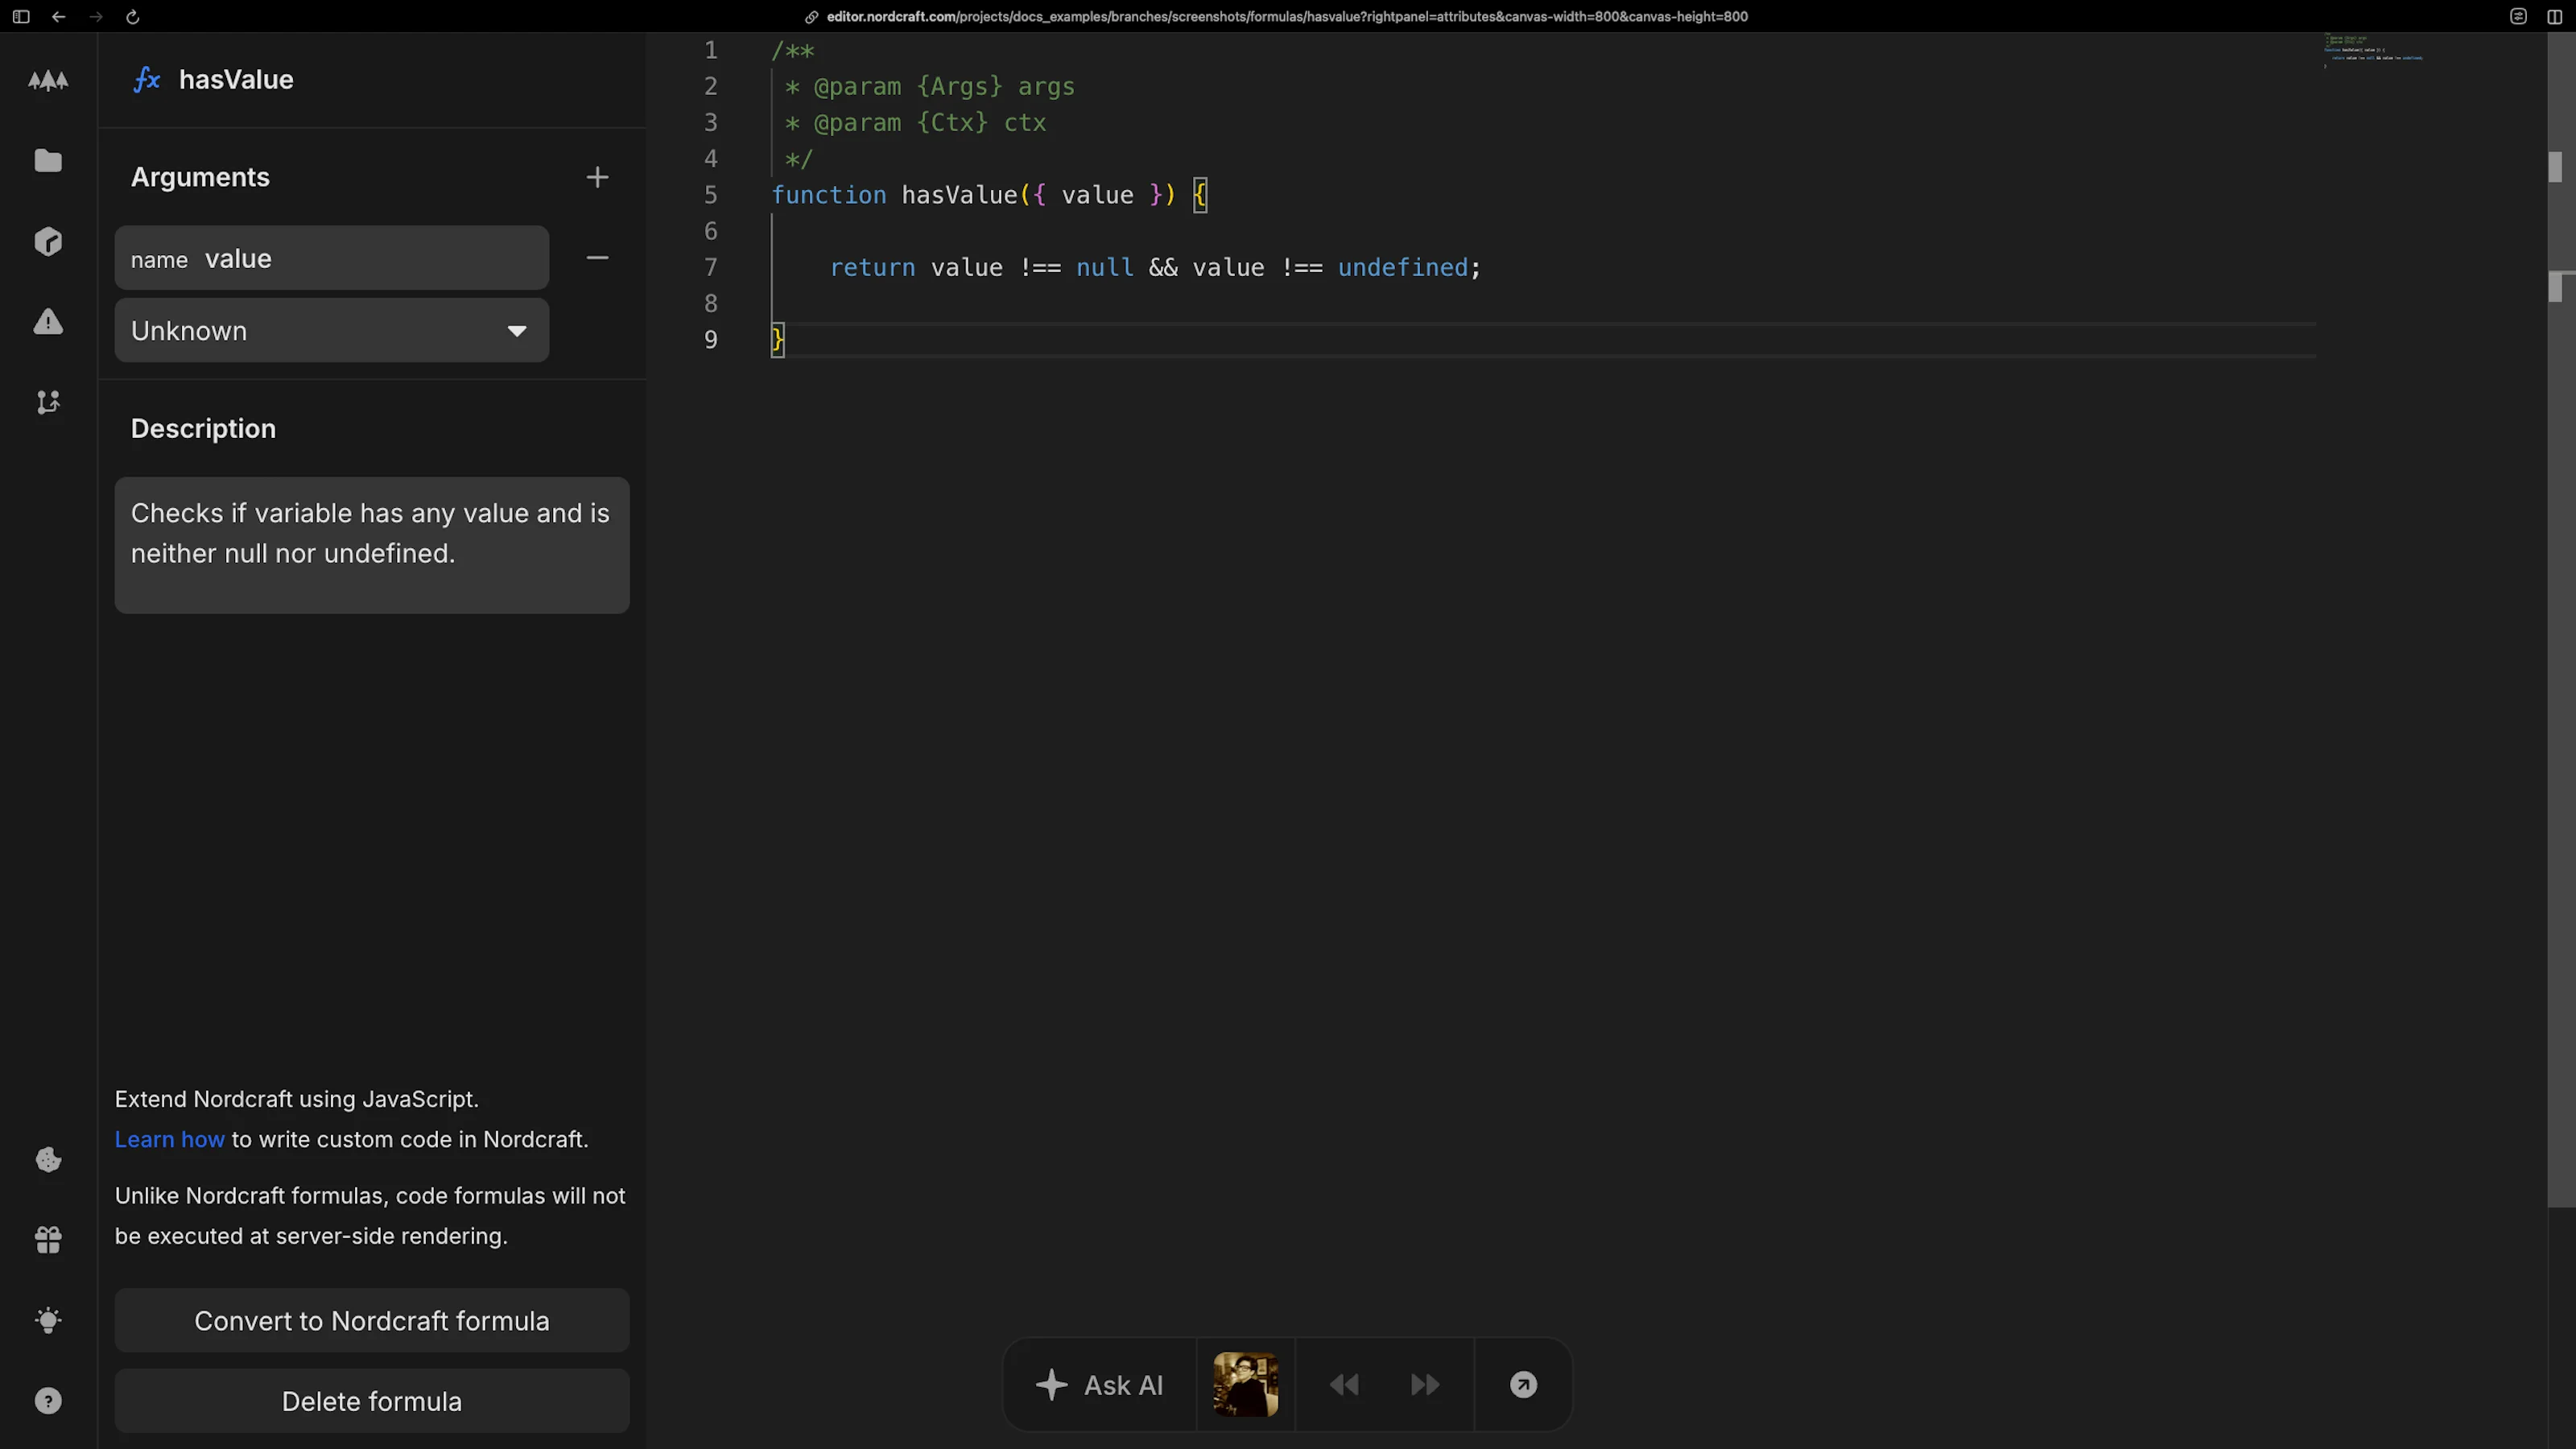 editor.nordcraft.com/projects/docs_examples/branches/screenshots/formulas/hasvalue?rightpanel=attributes&canvas-width=800&canvas-height=800
fx hasValue
Arguments
name value
Unknown
Description
Checks if variable has any value and is
neither null nor undefined.
Extend Nordcraft using JavaScript.
Learn how to write custom code in Nordcraft.
Unlike Nordcraft formulas, code formulas will not
be executed at server-side rendering.
Convert to Nordcraft formula
Delete formula
1 /**
2 * @param {Args} args
3 * @param {Ctx} ctx
4 */
5 function hasValue({ value }) {
6
7 return value !== null && value !== undefined;
8
9 }
Ask AI